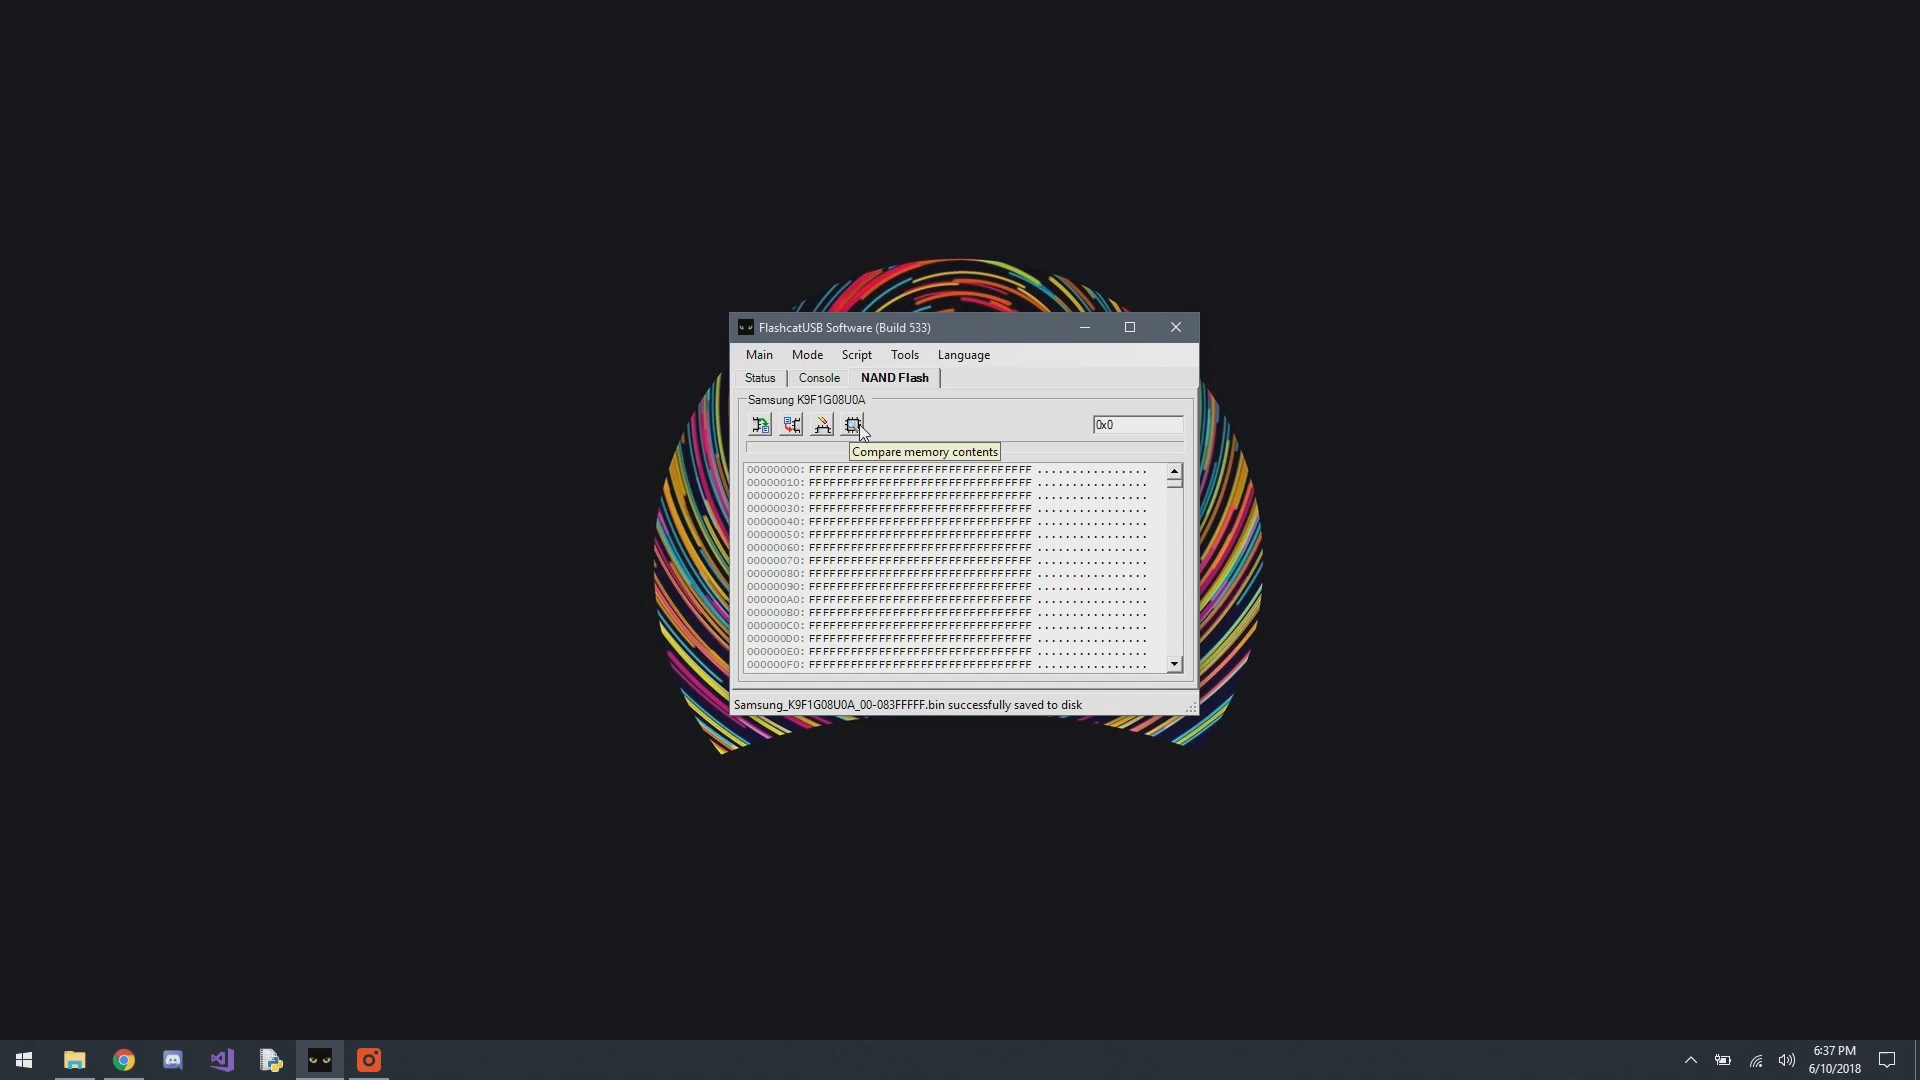 FlashcatUSB Software (Build 533)
Main Mode Script Tools Language
Status Console NAND Flash
Samsung K9F1G08U0A
0x0
Compare memory contents
00000000: FFFFFFFFFFFFFFFFFFFFFFFFFFFFFFFF ................
00000010: FFFFFFFFFFFFFFFFFFFFFFFFFFFFFFFF ................
00000020: FFFFFFFFFFFFFFFFFFFFFFFFFFFFFFFF ................
00000030: FFFFFFFFFFFFFFFFFFFFFFFFFFFFFFFF ................
00000040: FFFFFFFFFFFFFFFFFFFFFFFFFFFFFFFF ................
00000050: FFFFFFFFFFFFFFFFFFFFFFFFFFFFFFFF ................
00000060: FFFFFFFFFFFFFFFFFFFFFFFFFFFFFFFF ................
00000070: FFFFFFFFFFFFFFFFFFFFFFFFFFFFFFFF ................
00000080: FFFFFFFFFFFFFFFFFFFFFFFFFFFFFFFF ................
00000090: FFFFFFFFFFFFFFFFFFFFFFFFFFFFFFFF ................
000000A0: FFFFFFFFFFFFFFFFFFFFFFFFFFFFFFFF ................
000000B0: FFFFFFFFFFFFFFFFFFFFFFFFFFFFFFFF ................
000000C0: FFFFFFFFFFFFFFFFFFFFFFFFFFFFFFFF ................
000000D0: FFFFFFFFFFFFFFFFFFFFFFFFFFFFFFFF ................
000000E0: FFFFFFFFFFFFFFFFFFFFFFFFFFFFFFFF ................
000000F0: FFFFFFFFFFFFFFFFFFFFFFFFFFFFFFFF ................
Samsung_K9F1G08U0A_00-083FFFFF.bin successfully saved to disk
6:37 PM
6/10/2018